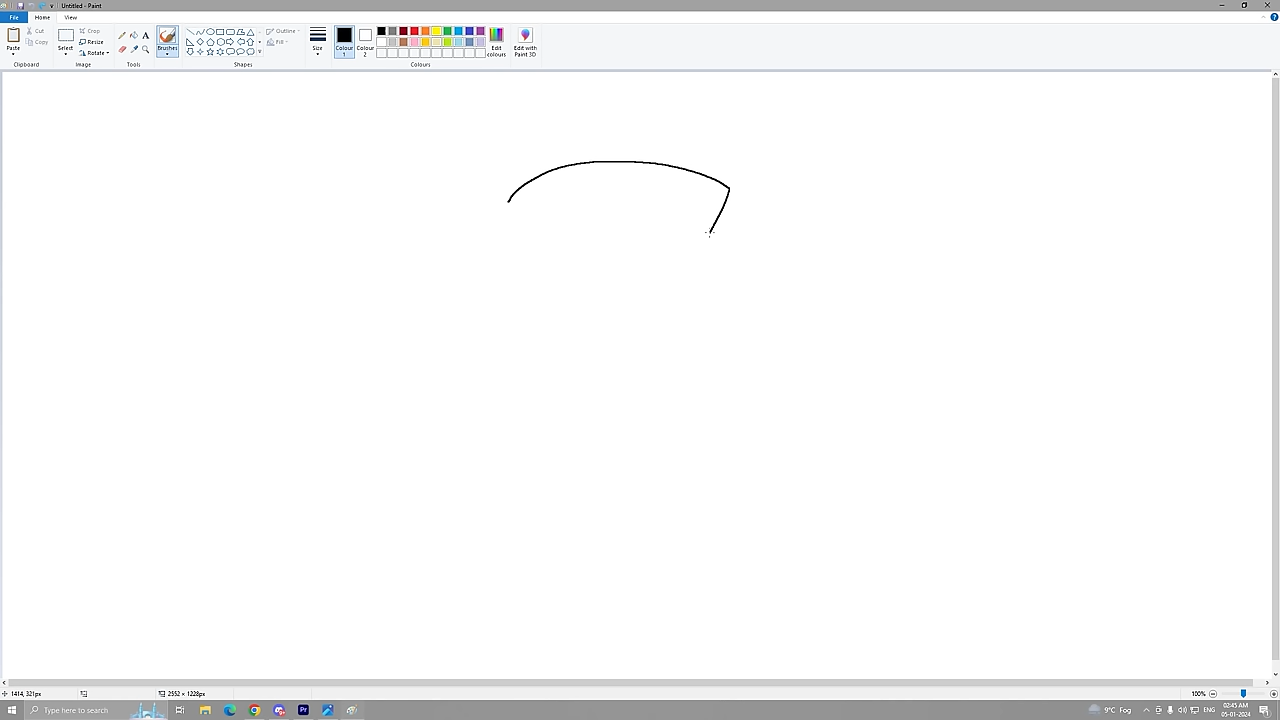 Untitled - Paint
File Home View
Paste
Cut
Copy
Clipboard
Select
Crop
Resize
Rotate
Image
Tools
Brushes
Outline
Fill
Shapes
Size
Colour 1
Colour 2
Colours
Edit colours
Edit with Paint 3D
1414, 321px
2552 × 1228px
100%
Type here to search
Pr
9°C Fog
ENG
02:45 AM
05-01-2024